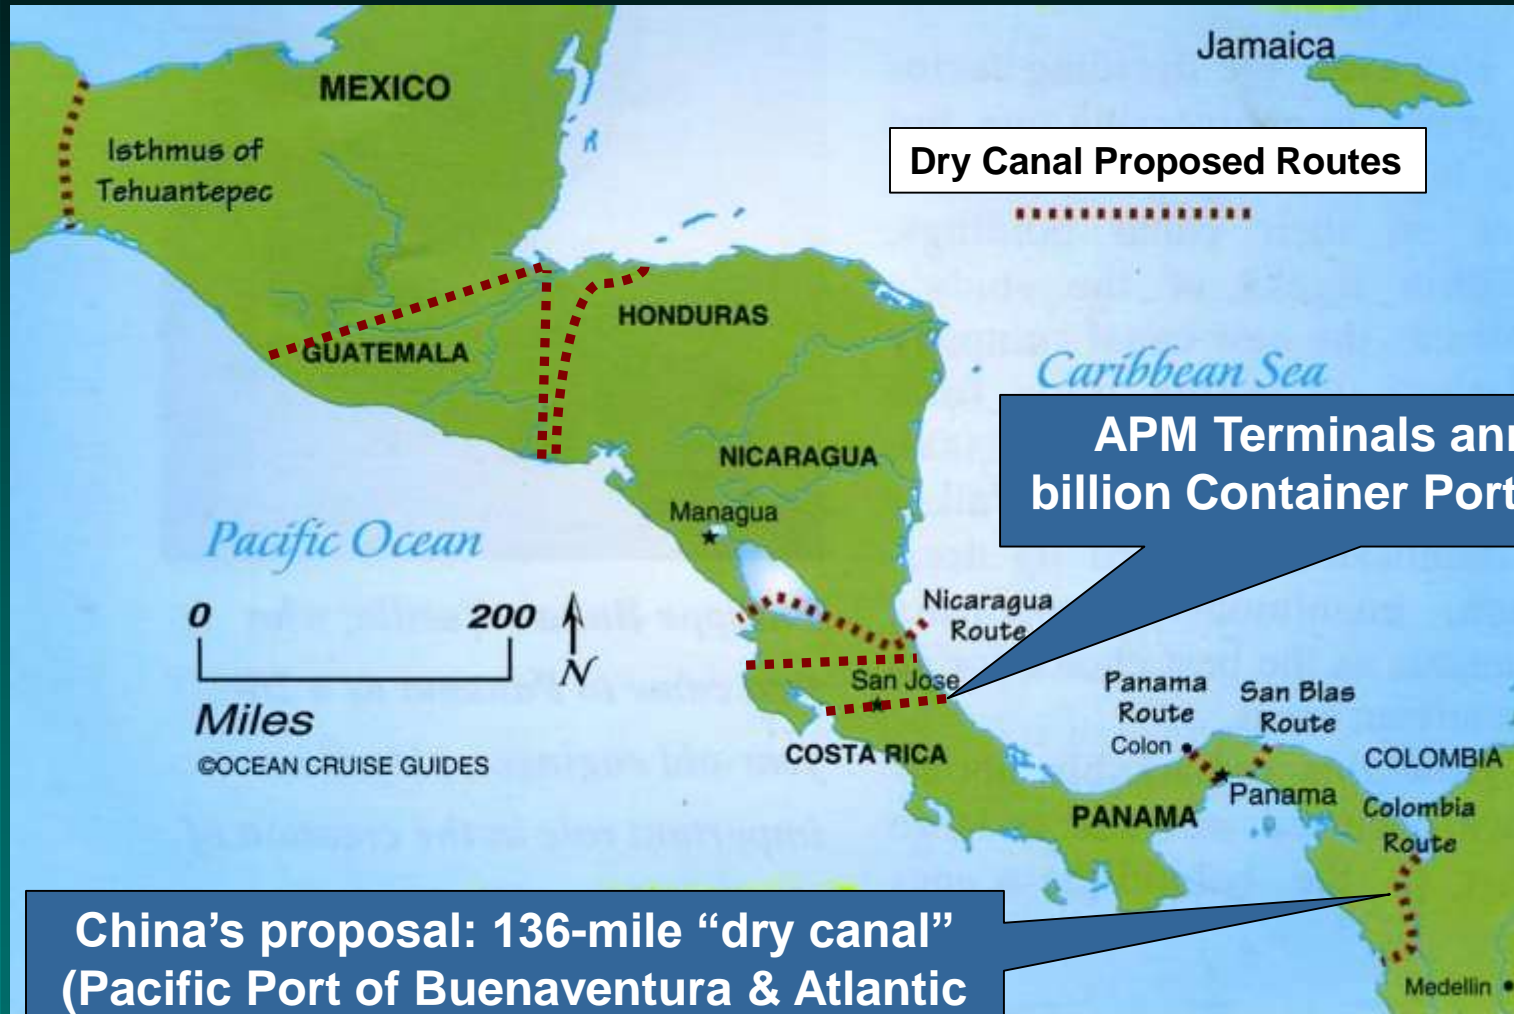 Jamaica
MEXICO
Isthmus of
Tehuantepec
Dry Canal Proposed Routes
HONDURAS
GUATEMALA
Caribbean Sea
APM Terminals
billion Container Port
NICARAGUA
Managua
Pacific Ocean
0 200
N
Miles
©OCEAN CRUISE GUIDES
Nicaragua
Route
San Jose
COSTA RICA
Panama
Route
Colon
San Blas
Route
COLOMBIA
Panama
PANAMA
Colombia
Route
Medellin
China’s proposal: 136-mile “dry canal”
(Pacific Port of Buenaventura & Atlantic